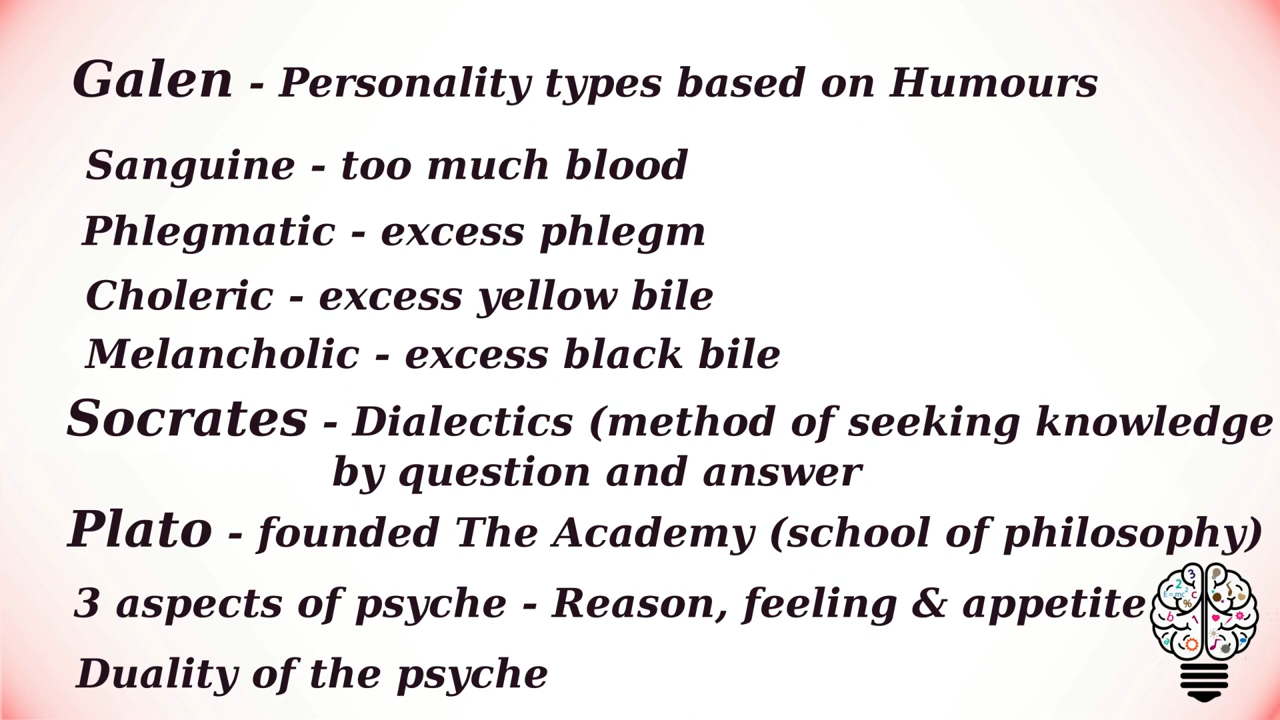 Galen - Personality types based on Humours
Sanguine - too much blood
Phlegmatic - excess phlegm
Choleric - excess yellow bile
Melancholic - excess black bile
Socrates - Dialectics (method of seeking knowledge
by question and answer
Plato - founded The Academy (school of philosophy)
3 aspects of psyche - Reason, feeling & appetite
Duality of the psyche